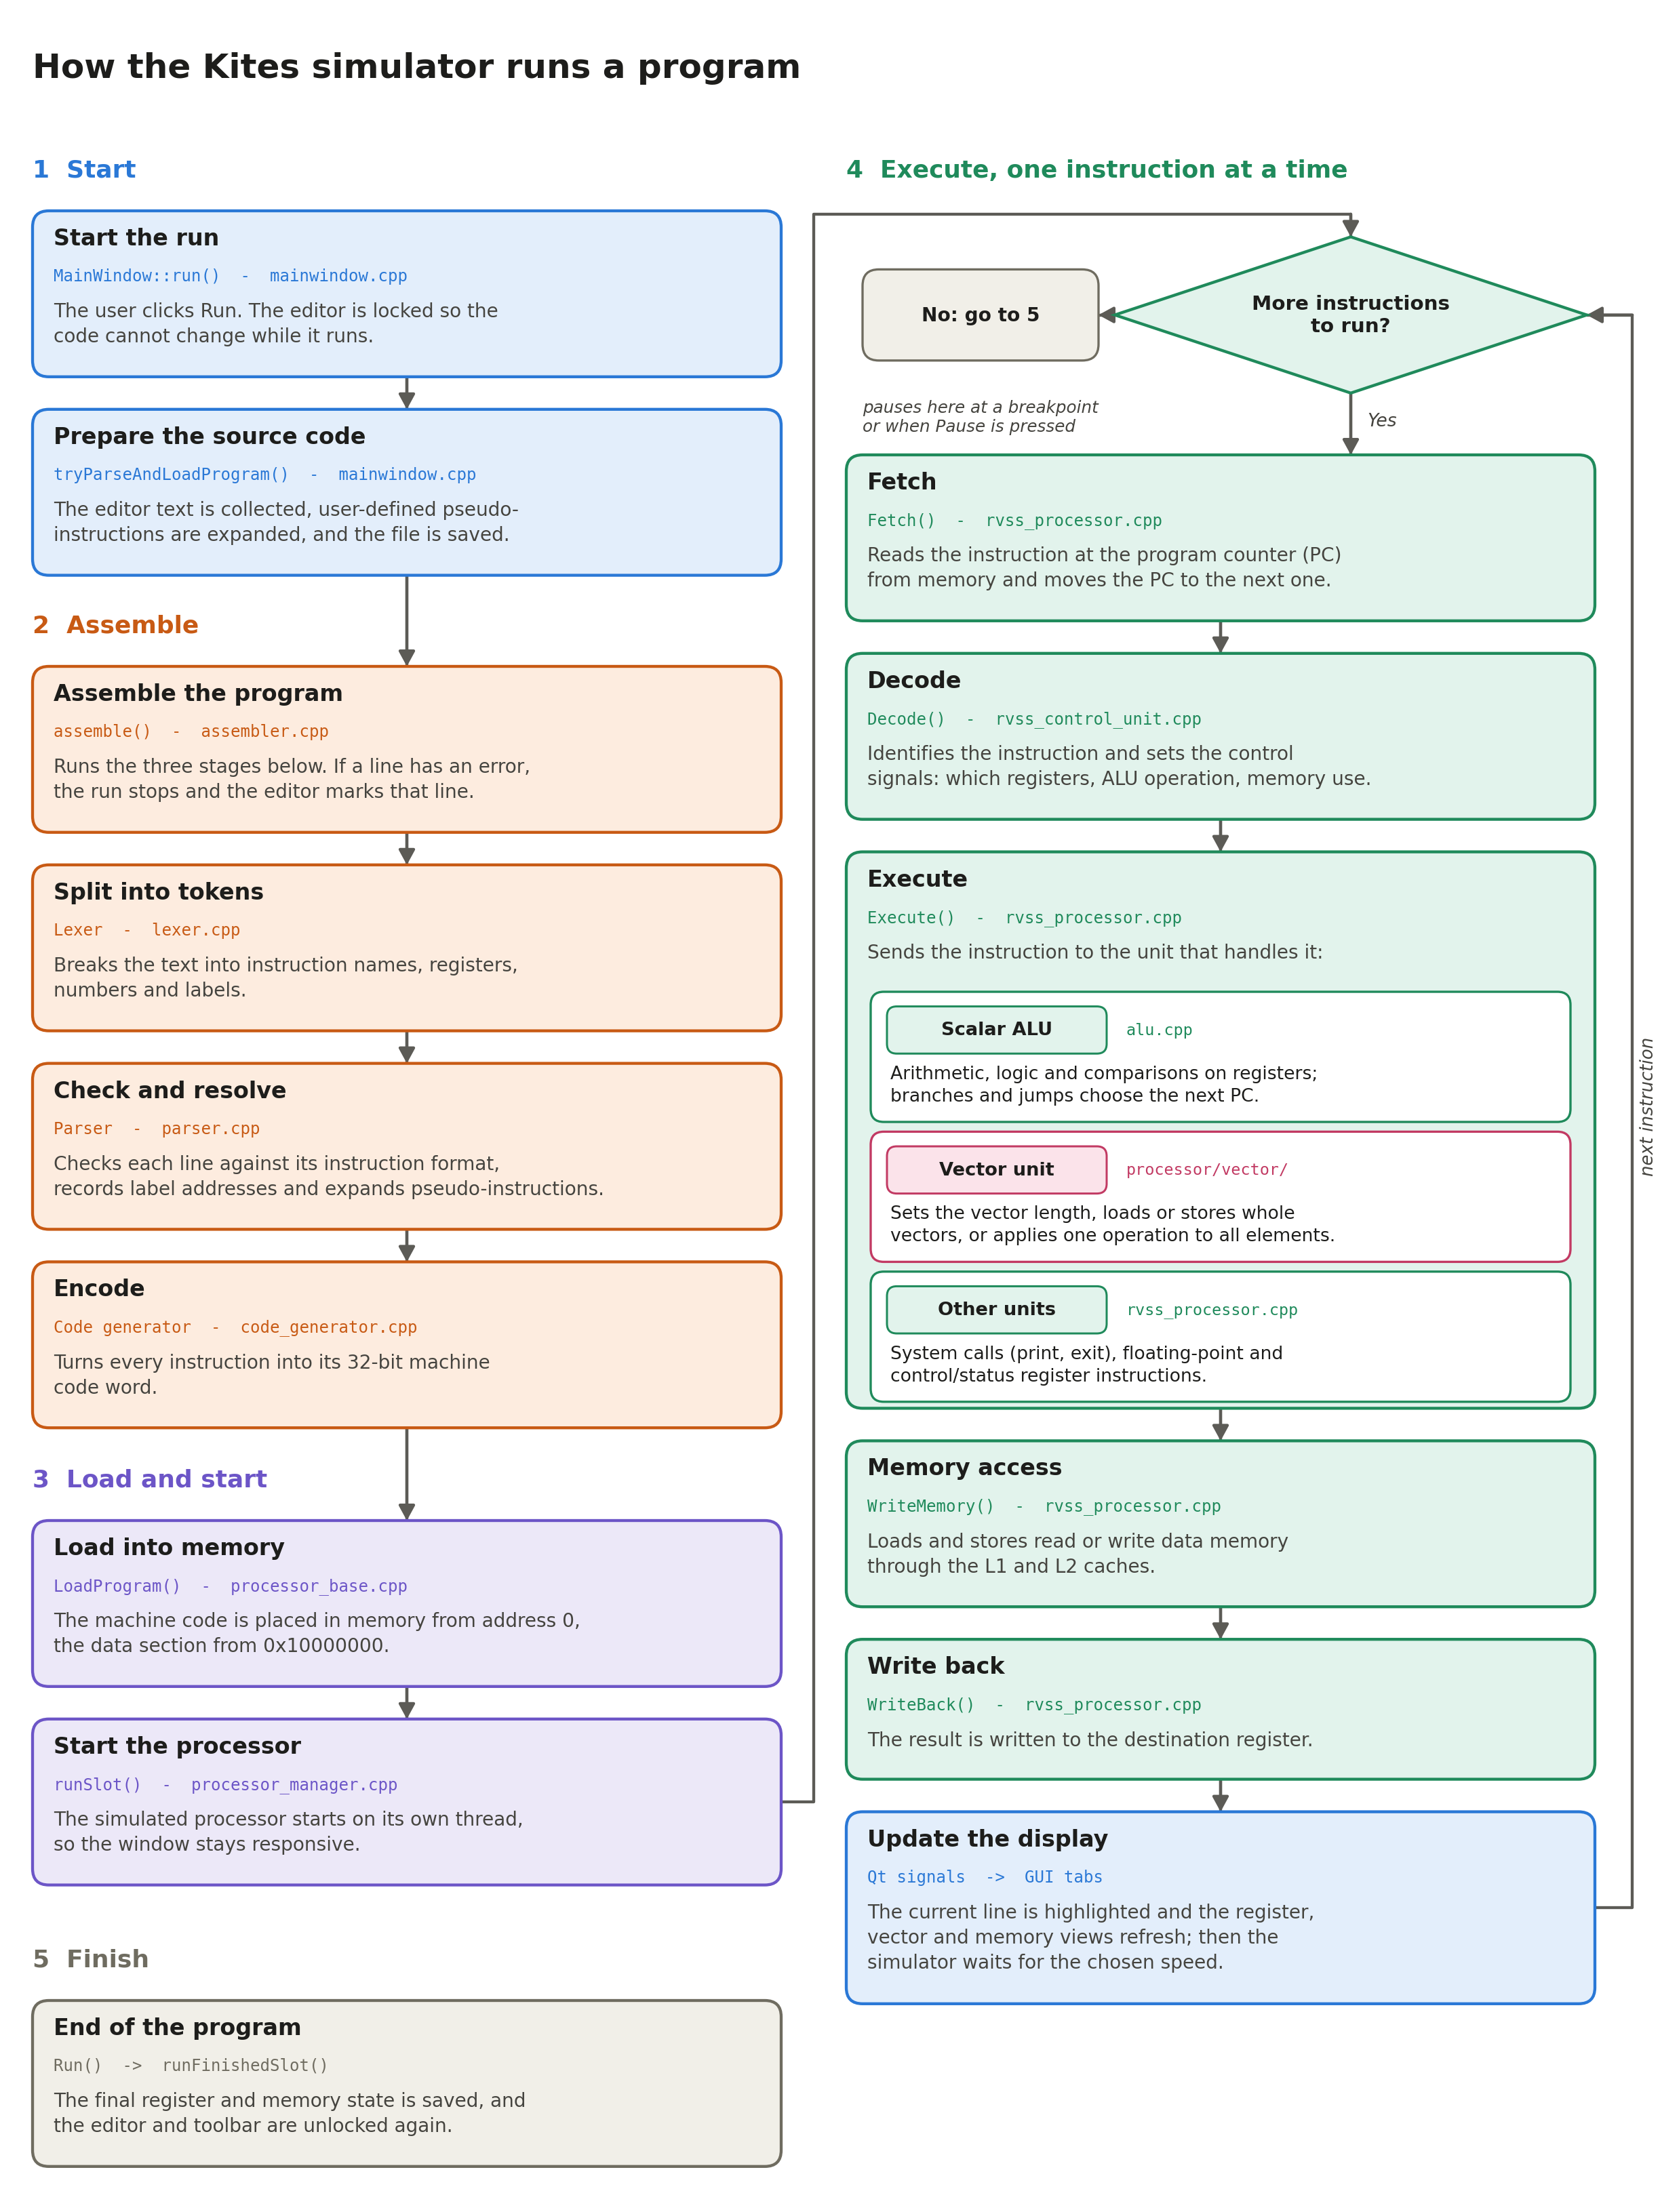 How the Kites simulator runs a program
1 Start
Start the run
MainWindow::run() - mainwindow.cpp
The user clicks Run. The editor is locked so the
code cannot change while it runs.
Prepare the source code
tryParseAndLoadProgram() - mainwindow.cpp
The editor text is collected, user-defined pseudo-
instructions are expanded, and the file is saved.
2 Assemble
Assemble the program
assemble() - assembler.cpp
Runs the three stages below. If a line has an error,
the run stops and the editor marks that line.
Split into tokens
Lexer - lexer.cpp
Breaks the text into instruction names, registers,
numbers and labels.
Check and resolve
Parser - parser.cpp
Checks each line against its instruction format,
records label addresses and expands pseudo-instructions.
Encode
Code generator - code_generator.cpp
Turns every instruction into its 32-bit machine
code word.
3 Load and start
Load into memory
LoadProgram() - processor_base.cpp
The machine code is placed in memory from address 0,
the data section from 0x10000000.
Start the processor
runSlot() - processor_manager.cpp
The simulated processor starts on its own thread,
so the window stays responsive.
5 Finish
End of the program
Run() -> runFinishedSlot()
The final register and memory state is saved, and
the editor and toolbar are unlocked again.
4 Execute, one instruction at a time
More instructions
to run?
No: go to 5
pauses here at a breakpoint
or when Pause is pressed
Yes
Fetch
Fetch() - rvss_processor.cpp
Reads the instruction at the program counter (PC)
from memory and moves the PC to the next one.
Decode
Decode() - rvss_control_unit.cpp
Identifies the instruction and sets the control
signals: which registers, ALU operation, memory use.
Execute
Execute() - rvss_processor.cpp
Sends the instruction to the unit that handles it:
Scalar ALU alu.cpp
Arithmetic, logic and comparisons on registers;
branches and jumps choose the next PC.
Vector unit processor/vector/
Sets the vector length, loads or stores whole
vectors, or applies one operation to all elements.
Other units rvss_processor.cpp
System calls (print, exit), floating-point and
control/status register instructions.
Memory access
WriteMemory() - rvss_processor.cpp
Loads and stores read or write data memory
through the L1 and L2 caches.
Write back
WriteBack() - rvss_processor.cpp
The result is written to the destination register.
Update the display
Qt signals -> GUI tabs
The current line is highlighted and the register,
vector and memory views refresh; then the
simulator waits for the chosen speed.
next instruction